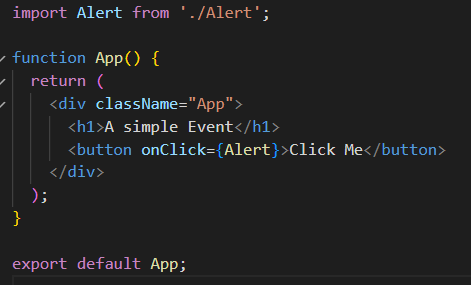 import Alert from './Alert';
function App() {
return (
<div className="App">
<h1>A simple Event</h1>
<button onClick={Alert}>Click Me</button>
</div>
);
}
export default App;